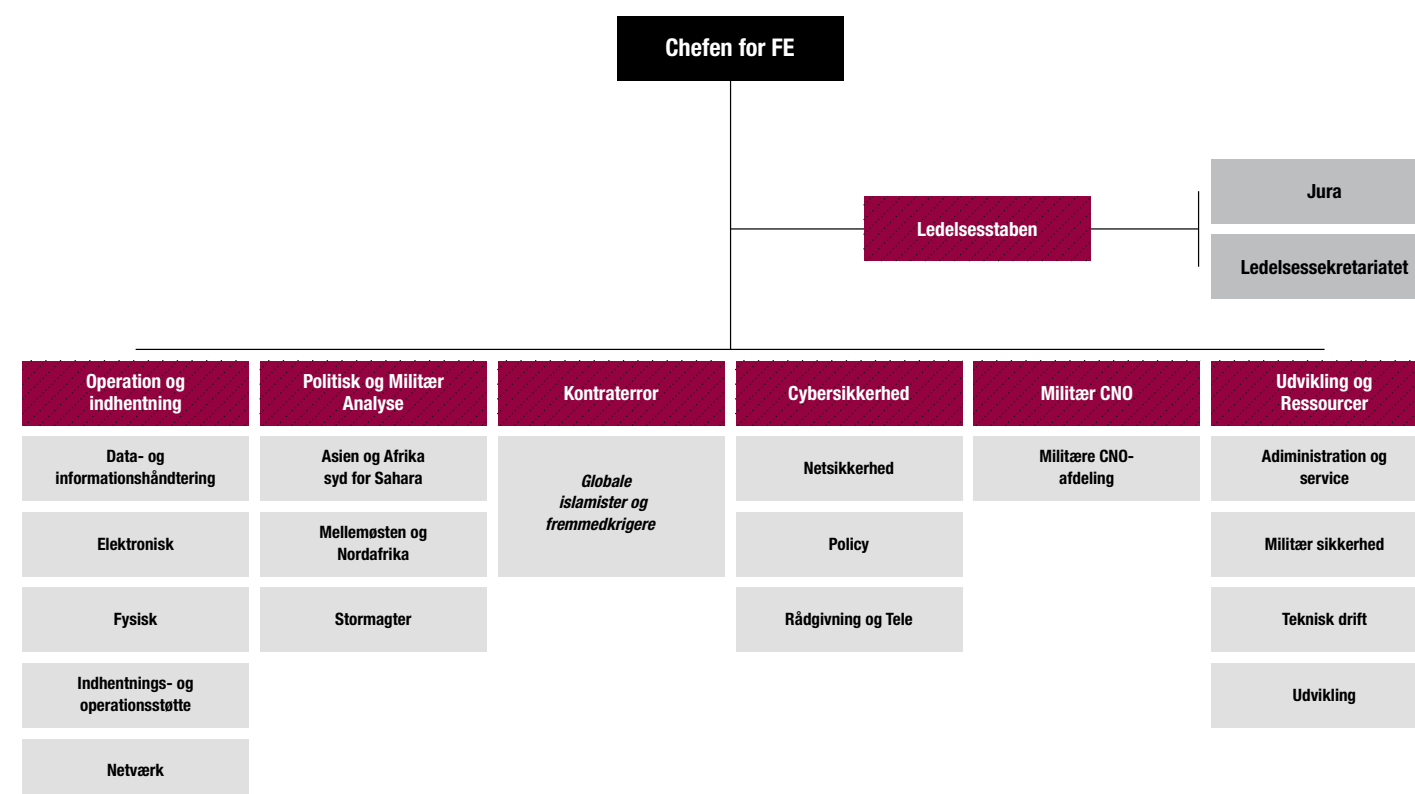 Chefen for FE
Jura
Ledelsesstaben
Ledelsessekretariatet
Operation og
indhentning
Data- og
informationshåndtering
Elektronisk
Fysisk
Indhentnings- og
operationsstøtte
Netværk
Politisk og Militær
Analyse
Asien og Afrika
syd for Sahara
Mellemøsten og
Nordafrika
Stormagter
Kontraterror
Globale
islamister og
fremmedkrigere
Cybersikkerhed
Netsikkerhed
Policy
Rådgivning og Tele
Militær CNO
Militære CNO-
afdeling
Udvikling og
Ressourcer
Adiministration og
service
Militær sikkerhed
Teknisk drift
Udvikling